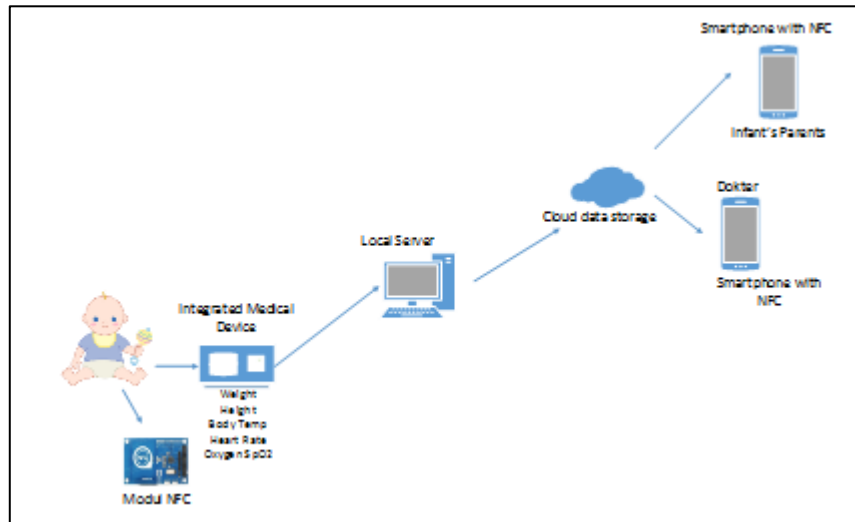 Smartphone with NFC
Infant's Parents
Dokter
Smartphone with
NFC
Cloud data storage
Local Server
Integrated Medical
Device
Weight
Height
Body Temp
Heart Rate
Oxygen SpO2
Modul NFC